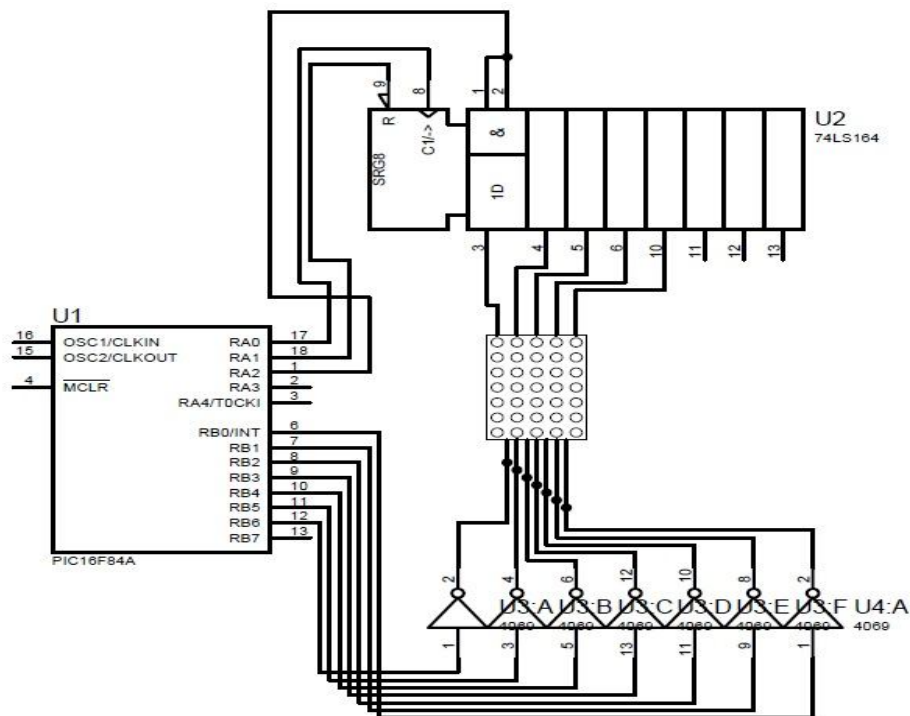 9
8
1
2
R
C1/->
SRG8
&
1D
U2
74LS164
3
4
5
6
10
11
12
13
U1
16 OSC1/CLKIN RA0 17
15 OSC2/CLKOUT RA1 18
RA2 1
4 MCLR RA3 2
RA4/T0CKI 3
RB0/INT 6
RB1 7
RB2 8
RB3 9
RB4 10
RB5 11
RB6 12
RB7 13
PIC16F84A
2 4 6 12 10 8 2
U3:A U3:B U3:C U3:D U3:E U3:F U4:A
4069 4069 4069 4069 4069 4069 4069
1 3 5 13 11 9 1